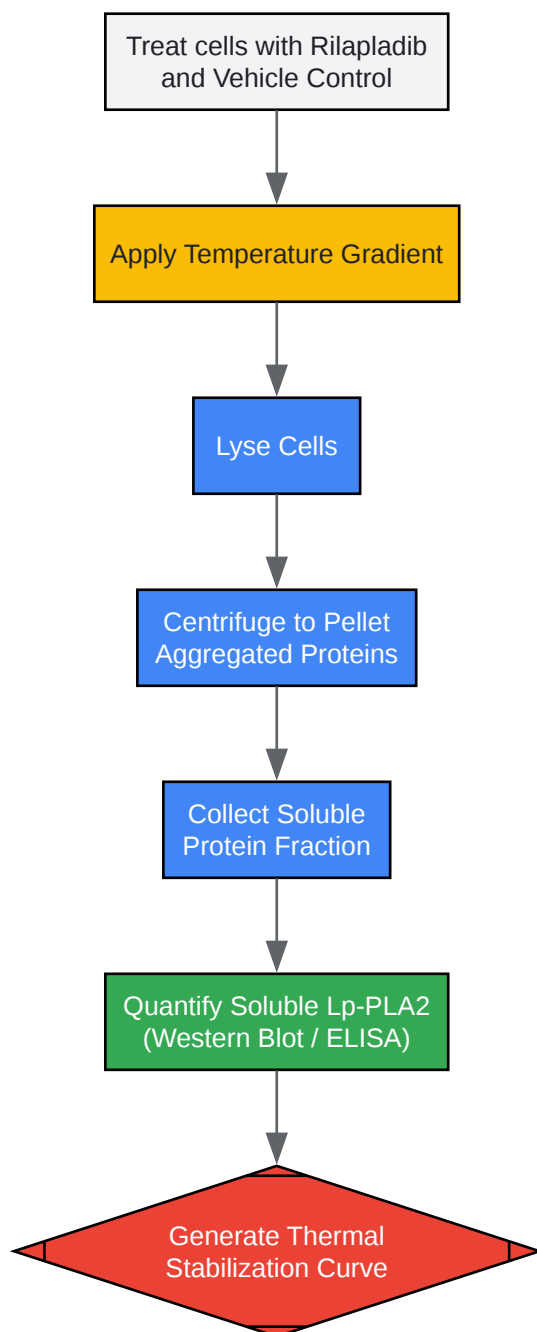 Treat cells with Rilapladib
and Vehicle Control
Apply Temperature Gradient
Lyse Cells
Centrifuge to Pellet
Aggregated Proteins
Collect Soluble
Protein Fraction
Quantify Soluble Lp-PLA2
(Western Blot / ELISA)
Generate Thermal
Stabilization Curve